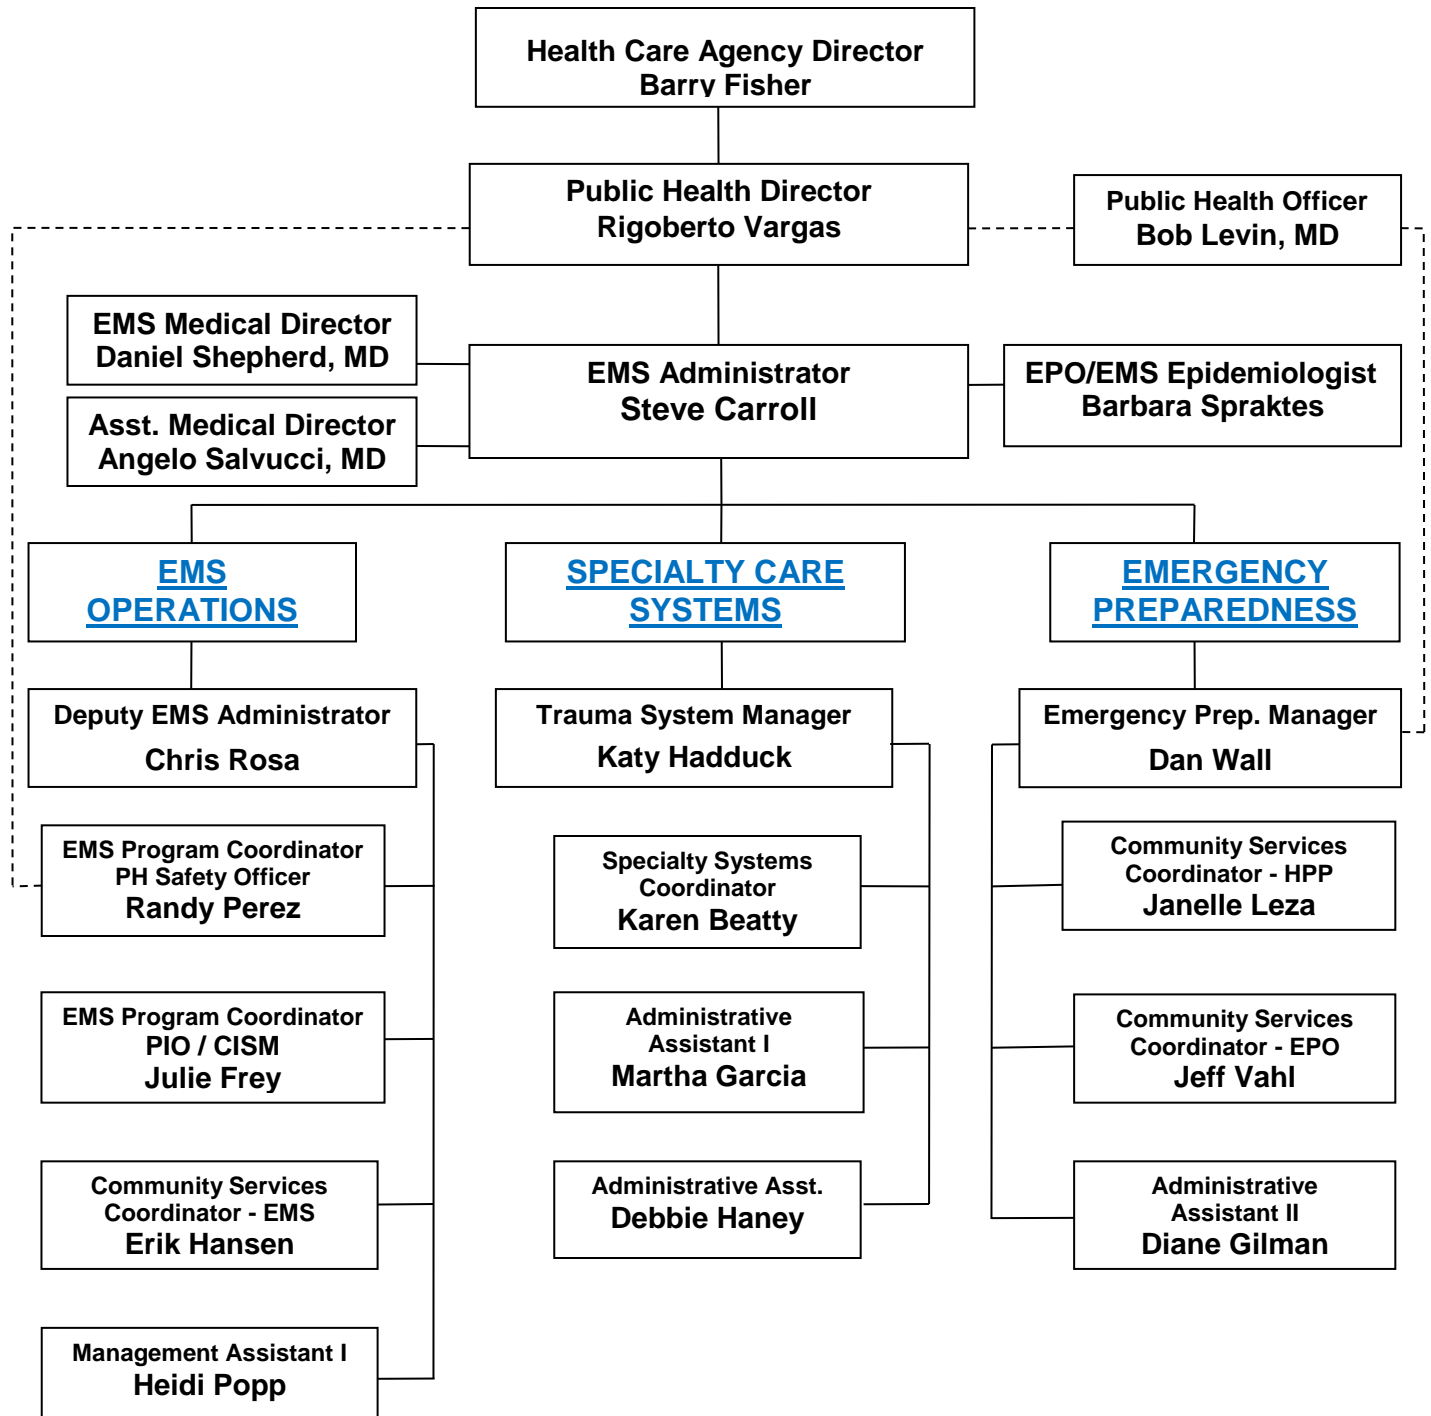 Health Care Agency Director
Barry Fisher
Public Health Director
Rigoberto Vargas
Public Health Officer
Bob Levin, MD
EMS Medical Director
Daniel Shepherd, MD
EMS Administrator
Steve Carroll
EPO/EMS Epidemiologist
Barbara Spraktes
Asst. Medical Director
Angelo Salvucci, MD
EMS
OPERATIONS
SPECIALTY CARE
SYSTEMS
EMERGENCY
PREPAREDNESS
Deputy EMS Administrator
Chris Rosa
Trauma System Manager
Katy Hadduck
Emergency Prep. Manager
Dan Wall
EMS Program Coordinator
PH Safety Officer
Randy Perez
Specialty Systems
Coordinator
Karen Beatty
Community Services
Coordinator - HPP
Janelle Leza
EMS Program Coordinator
PIO / CISM
Julie Frey
Administrative
Assistant I
Martha Garcia
Community Services
Coordinator - EPO
Jeff Vahl
Community Services
Coordinator - EMS
Erik Hansen
Administrative Asst.
Debbie Haney
Administrative
Assistant II
Diane Gilman
Management Assistant I
Heidi Popp